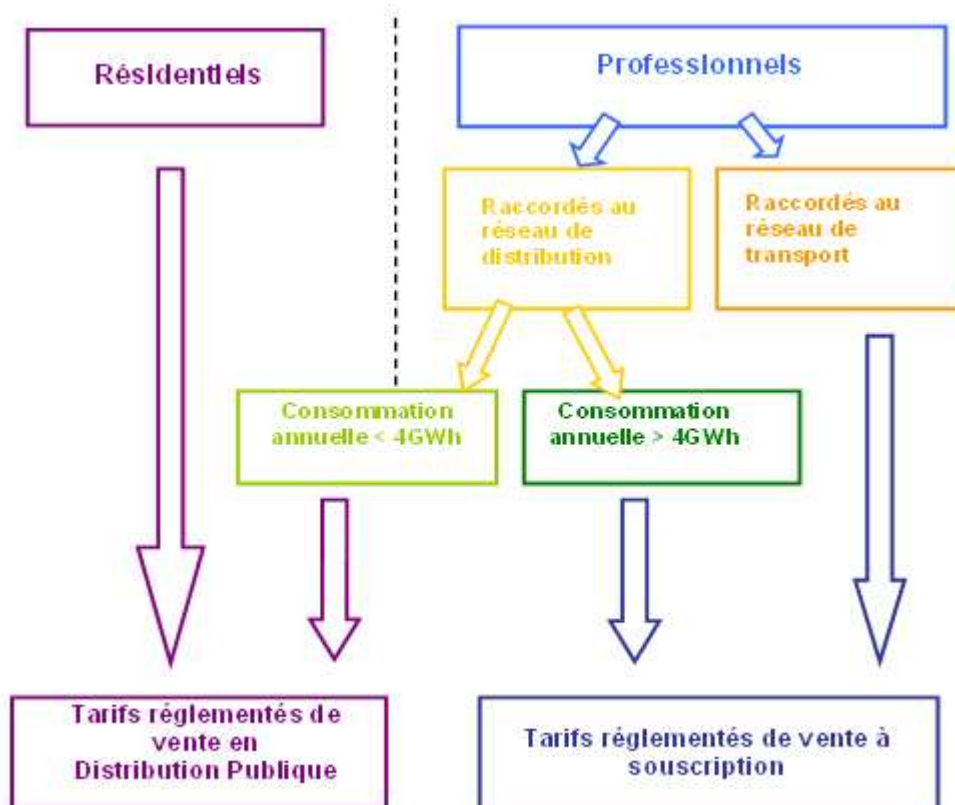 Résidentiels
Professionnels
Raccordés au
réseau de
distribution
Raccordés au
réseau de
transport
Consommation
annuelle < 4GWh
Consommation
annuelle > 4GWh
Tarifs réglementés de
vente en
Distribution Publique
Tarifs réglementés de vente à
souscription